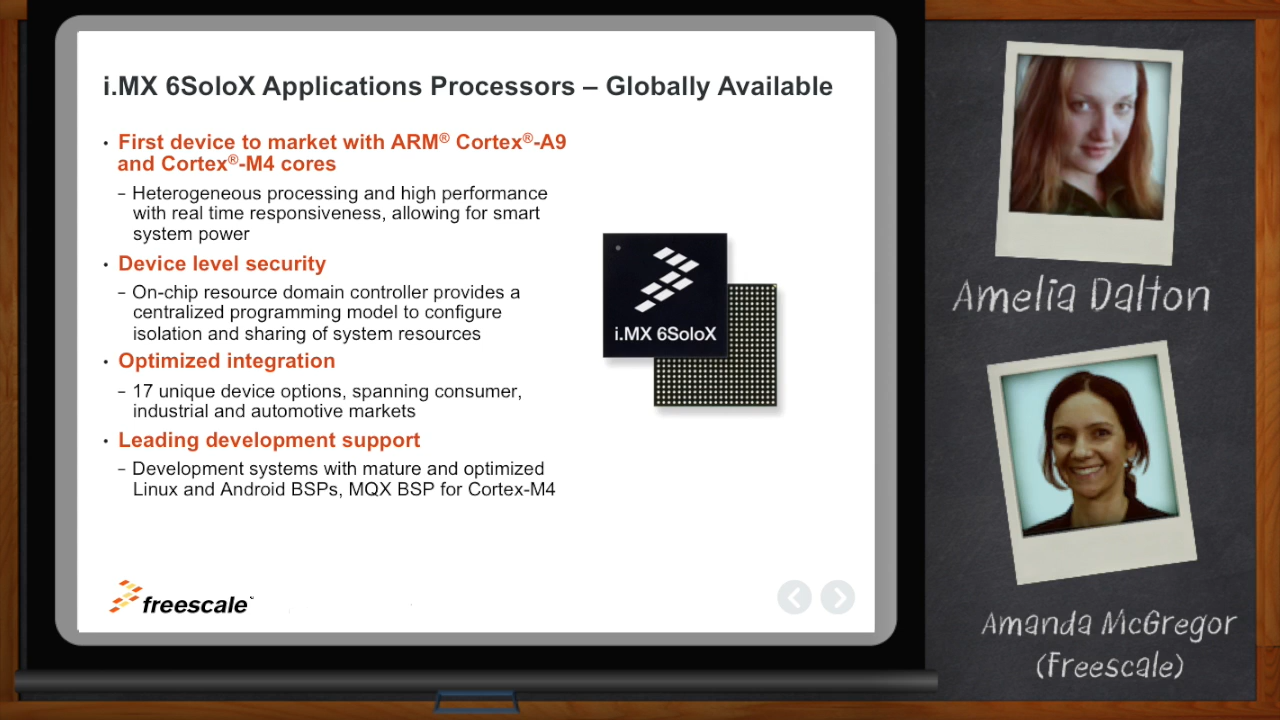 i.MX 6SoloX Applications Processors – Globally Available
• First device to market with ARM® Cortex®-A9
and Cortex®-M4 cores
– Heterogeneous processing and high performance
with real time responsiveness, allowing for smart
system power
• Device level security
– On-chip resource domain controller provides a
centralized programming model to configure
isolation and sharing of system resources
• Optimized integration
– 17 unique device options, spanning consumer,
industrial and automotive markets
• Leading development support
– Development systems with mature and optimized
Linux and Android BSPs, MQX BSP for Cortex-M4
i.MX 6SoloX
freescale
Amelia Dalton
Amanda McGregor
(Freescale)